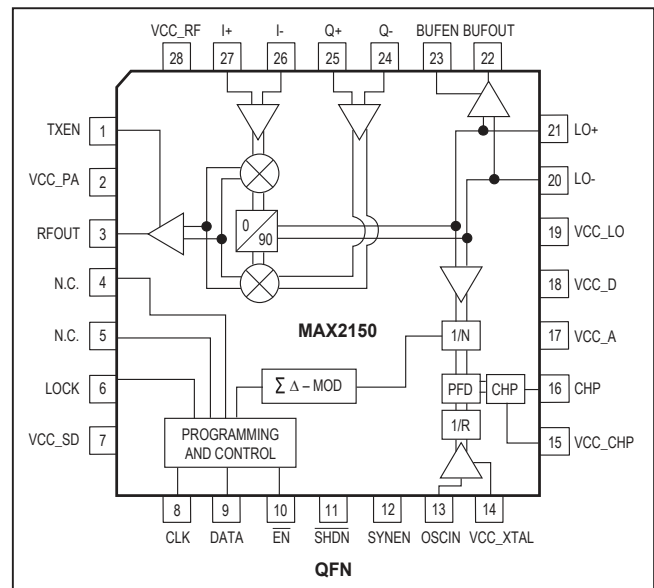 VCC_RF I+ I- Q+ Q- BUFEN BUFOUT
28 27 26 25 24 23 22
TXEN 1
VCC_PA 2
RFOUT 3
N.C. 4
N.C. 5
LOCK 6
VCC_SD 7
21 LO+
20 LO-
19 VCC_LO
18 VCC_D
17 VCC_A
16 CHP
15 VCC_CHP
0
90
MAX2150
1/N
Σ Δ – MOD
PFD CHP
1/R
PROGRAMMING
AND CONTROL
8 9 10 11 12 13 14
CLK DATA E̅N̅ S̅H̅D̅N̅ SYNEN OSCIN VCC_XTAL
QFN